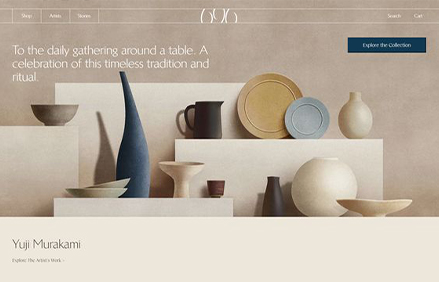 Shop
Artists
Stories
Search
Cart
To the daily gathering around a table. A
celebration of this timeless tradition and
ritual.
Explore the Collection
Yuji Murakami
Explore The Artist's Work